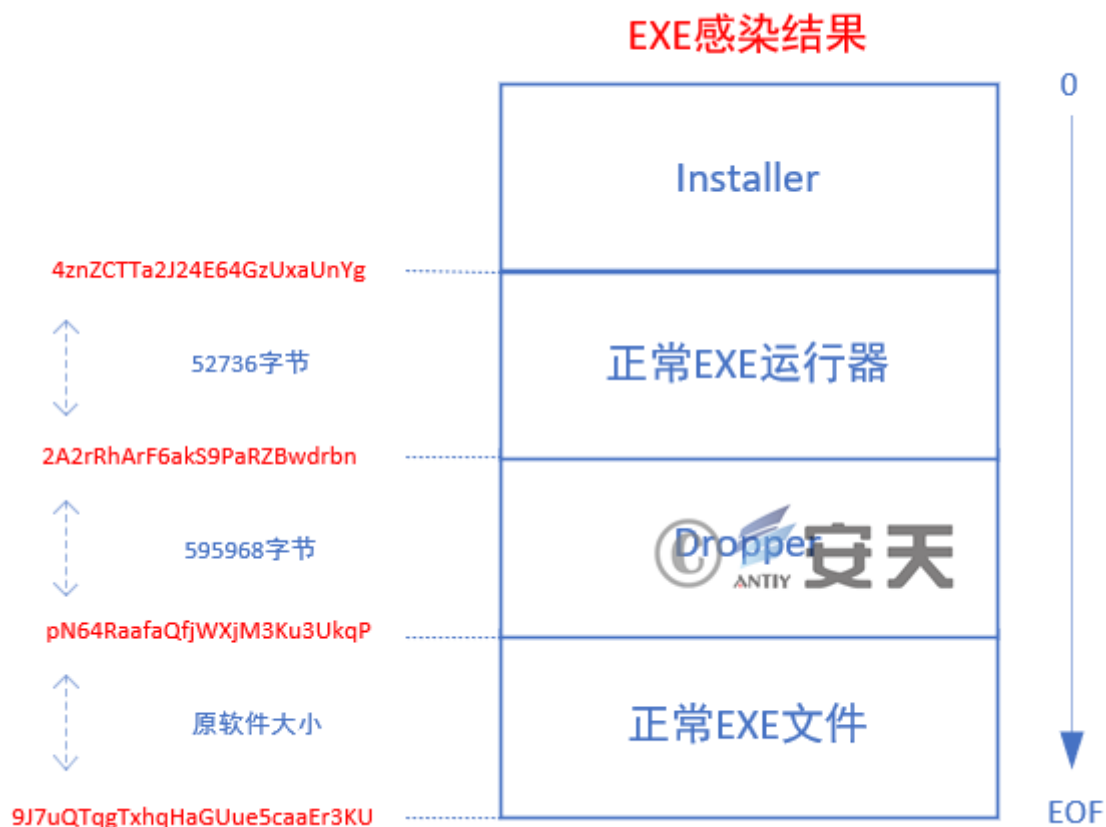 EXE感染结果
0
Installer
4znZCTTa2J24E64GzUxaUnYg
52736字节
正常EXE运行器
2A2rRhArF6akS9PaRZBwdrbn
595968字节
Dropper
© ANTIY 安天
pN64RaafaQfjWXjM3Ku3UkqP
原软件大小
正常EXE文件
9J7uQTqgTxhqHaGUue5caaEr3KU
EOF